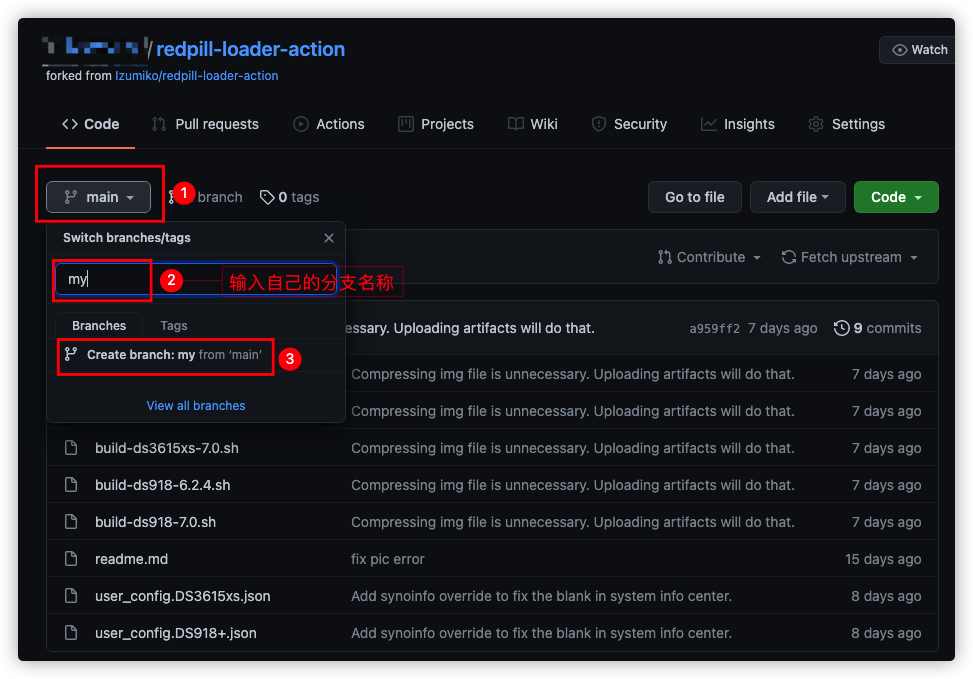 / redpill-loader-action
Watch
forked from Izumiko/redpill-loader-action
<> Code Pull requests Actions Projects Wiki Security Insights Settings
main 1 branch 0 tags Go to file Add file Code
Switch branches/tags
Contribute Fetch upstream
my 2 输入自己的分支名称
Branches Tags
essary. Uploading artifacts will do that. a959ff2 7 days ago 9 commits
Create branch: my from ‘main’ 3
Compressing img file is unnecessary. Uploading artifacts will do that. 7 days ago
View all branches
Compressing img file is unnecessary. Uploading artifacts will do that. 7 days ago
build-ds3615xs-7.0.sh Compressing img file is unnecessary. Uploading artifacts will do that. 7 days ago
build-ds918-6.2.4.sh Compressing img file is unnecessary. Uploading artifacts will do that. 7 days ago
build-ds918-7.0.sh Compressing img file is unnecessary. Uploading artifacts will do that. 7 days ago
readme.md fix pic error 15 days ago
user_config.DS3615xs.json Add synoinfo override to fix the blank in system info center. 8 days ago
user_config.DS918+.json Add synoinfo override to fix the blank in system info center. 8 days ago